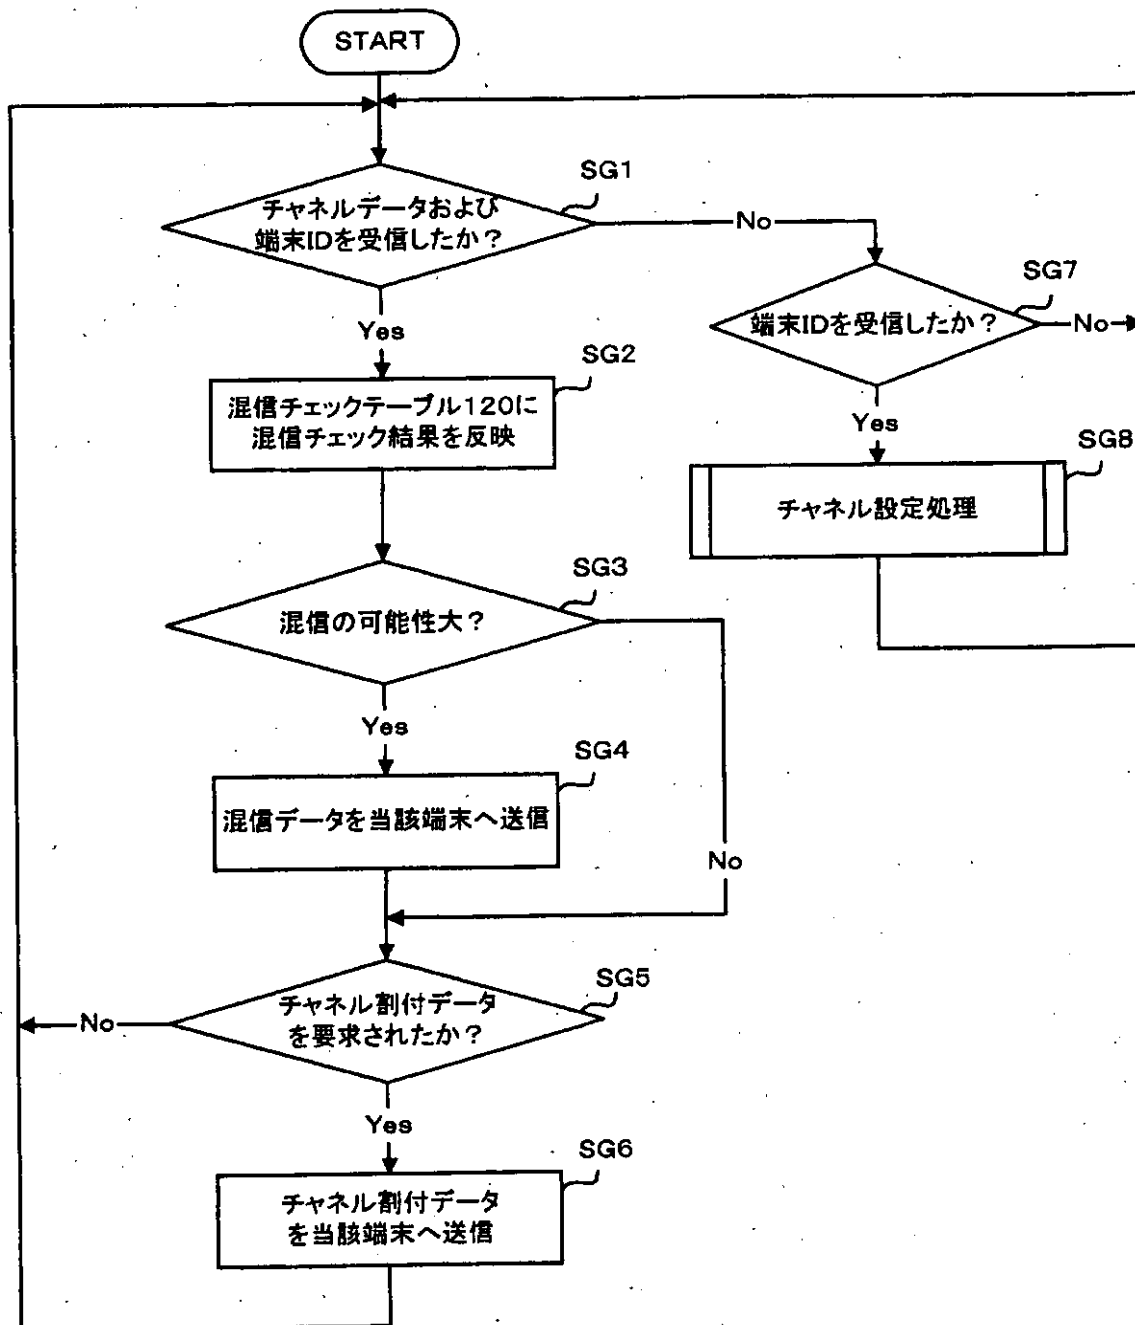 START
SG1
チャネルデータおよび
端末IDを受信したか？
No
SG7
端末IDを受信したか？
No
Yes
Yes
SG2
混信チェックテーブル120に
混信チェック結果を反映
SG8
チャネル設定処理
SG3
混信の可能性大？
Yes
SG4
混信データを当該端末へ送信
No
SG5
チャネル割付データ
を要求されたか？
No
Yes
SG6
チャネル割付データ
を当該端末へ送信